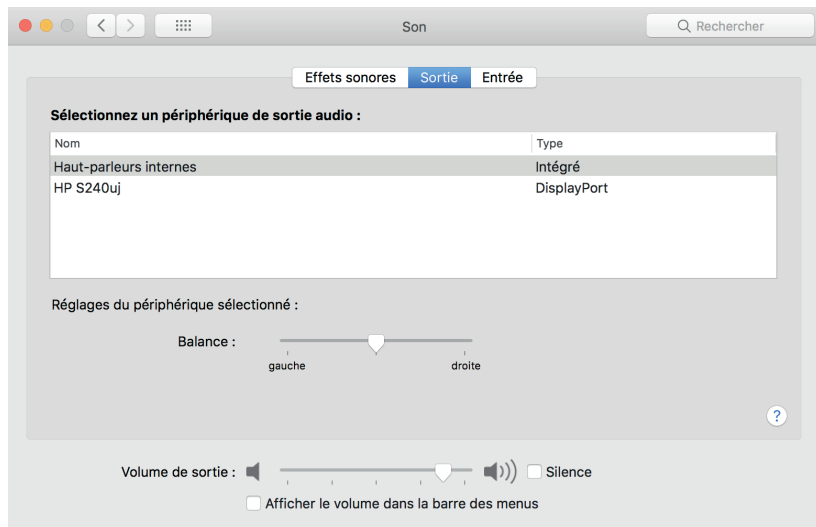 Son
Rechercher
Effets sonores Sortie Entrée
Sélectionnez un périphérique de sortie audio :
Nom Type
Haut-parleurs internes Intégré
HP S240uj DisplayPort
Réglages du périphérique sélectionné :
Balance :
gauche droite
?
Volume de sortie : Silence
Afficher le volume dans la barre des menus